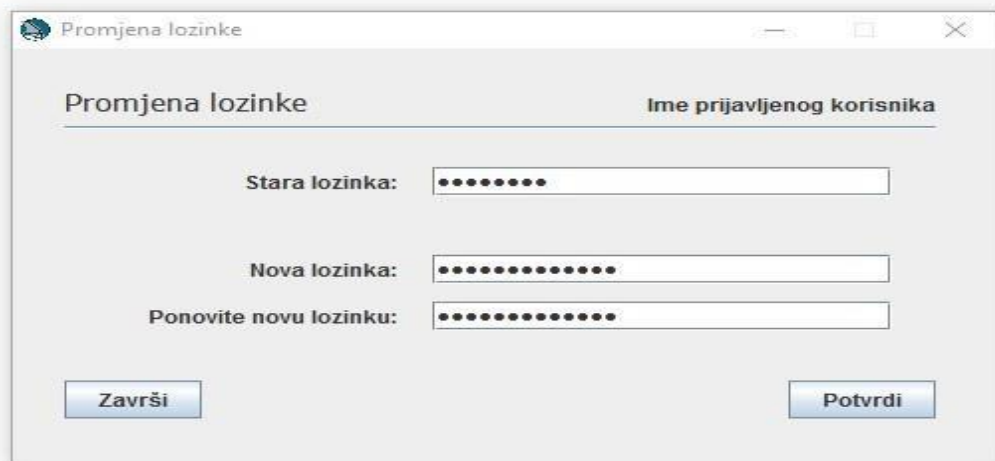 Promjena lozinke
Promjena lozinke
Ime prijavljenog korisnika
Stara lozinka: ••••••••
Nova lozinka: •••••••••••••
Ponovite novu lozinku: •••••••••••••
Završi
Potvrdi